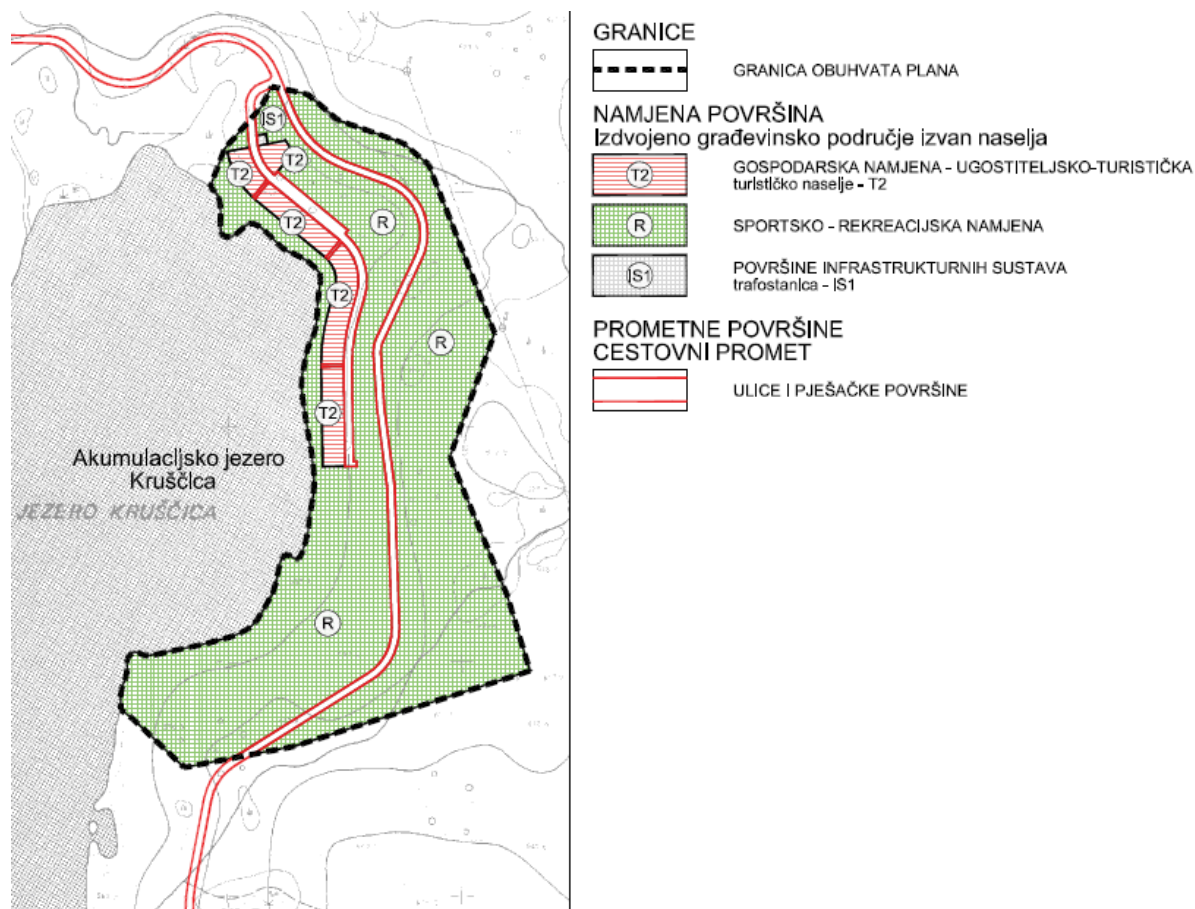 IS1
T2
T2
T2
R
T2
R
T2
Akumulacijsko jezero
Kruščica
JEZERO KRUŠČICA
R
GRANICE
GRANICA OBUHVATA PLANA
NAMJENA POVRŠINA
Izdvojeno građevinsko područje izvan naselja
T2
GOSPODARSKA NAMJENA - UGOSTITELJSKO-TURISTIČKA
turističko naselje - T2
R
SPORTSKO - REKREACIJSKA NAMJENA
IS1
POVRŠINE INFRASTRUKTURNIH SUSTAVA
trafostanica - IS1
PROMETNE POVRŠINE
CESTOVNI PROMET
ULICE I PJEŠAČKE POVRŠINE